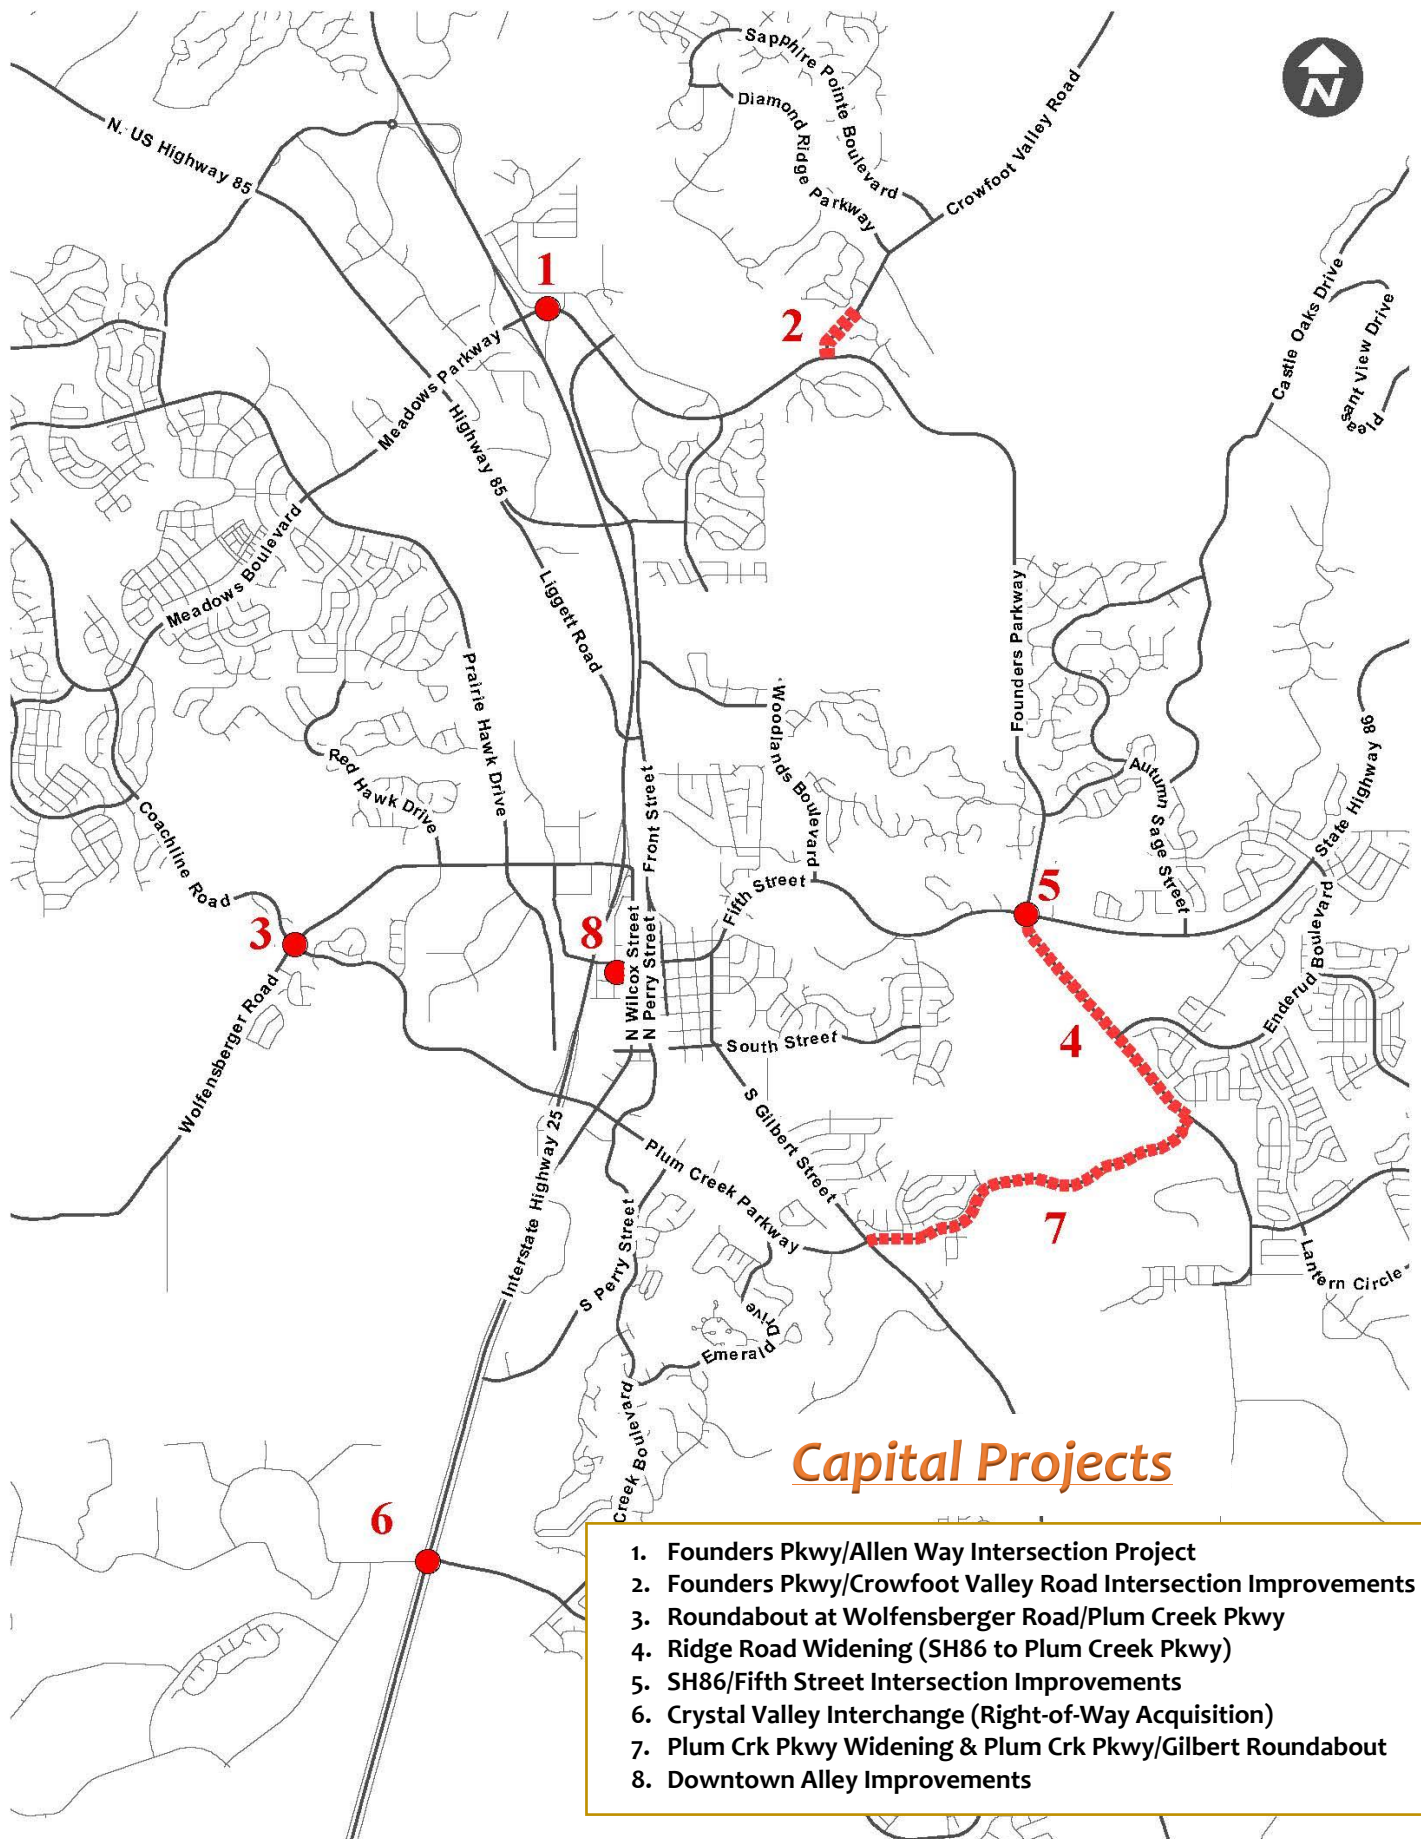 Sapphire Pointe Boulevard
N
Diamond Ridge Parkway
Crowfoot Valley Road
N. US Highway 85
1
2
Castle Oaks Drive
Pleasant View Drive
Meadows Parkway
Highway 85
Meadows Boulevard
Liggett Road
Founders Parkway
Prairie Hawk Drive
Woodlands Boulevard
Red Hawk Drive
Front Street
Autumn Sage Street
State Highway 86
Coachline Road
Fifth Street
5
3
8
N Wilcox Street
N Perry Street
Enderud Boulevard
Wolfensberger Road
South Street
4
S Gilbert Street
Interstate Highway 25
Plum Creek Parkway
S Perry Street
7
Lantern Circle
Emerald Drive
Creek Boulevard
6
Capital Projects
1. Founders Pkwy/Allen Way Intersection Project
2. Founders Pkwy/Crowfoot Valley Road Intersection Improvements
3. Roundabout at Wolfensberger Road/Plum Creek Pkwy
4. Ridge Road Widening (SH86 to Plum Creek Pkwy)
5. SH86/Fifth Street Intersection Improvements
6. Crystal Valley Interchange (Right-of-Way Acquisition)
7. Plum Crk Pkwy Widening & Plum Crk Pkwy/Gilbert Roundabout
8. Downtown Alley Improvements